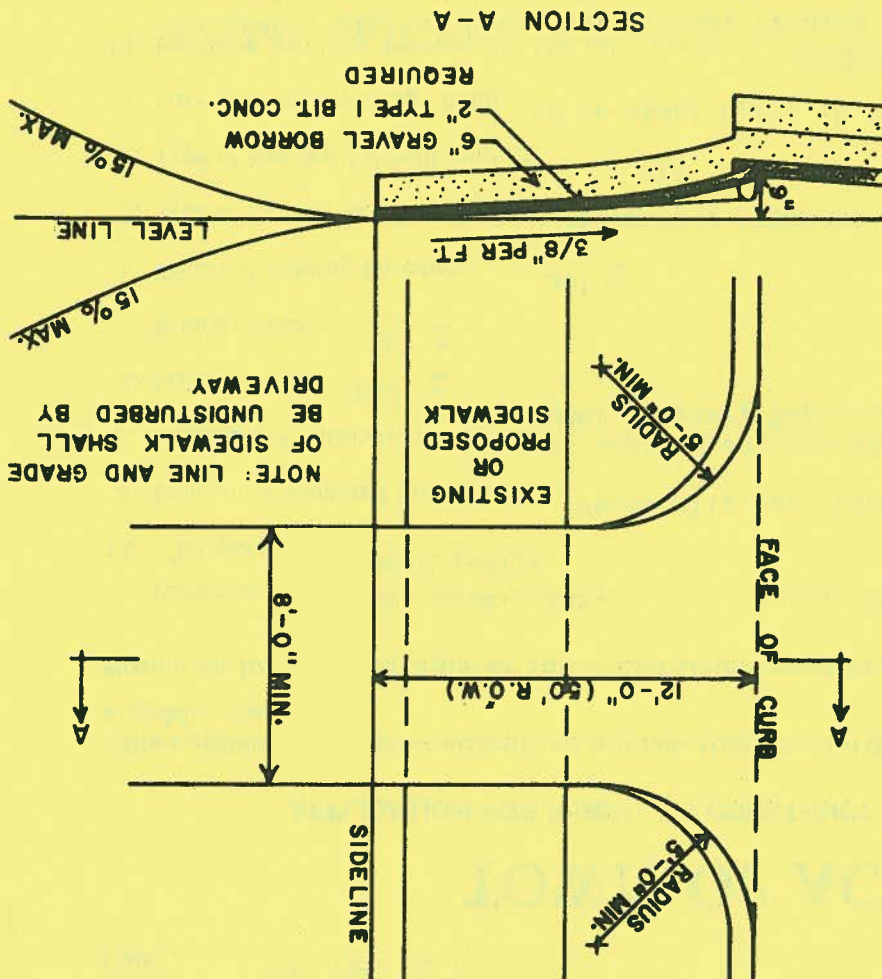 RADIUS
5'-0" MIN.
SIDELINE
A
A
12'-0" (50' R.O.W.)
FACE OF CURB
8'-0" MIN.
EXISTING
OR
PROPOSED
SIDEWALK
NOTE: LINE AND GRADE
OF SIDEWALK SHALL
BE UNDISTURBED BY
DRIVEWAY
RADIUS
5'-0" MIN.
15% MAX.
3/8" PER FT.
LEVEL LINE
6"
15% MAX.
6" GRAVEL BORROW
2" TYPE I BIT. CONC.
REQUIRED
SECTION A-A